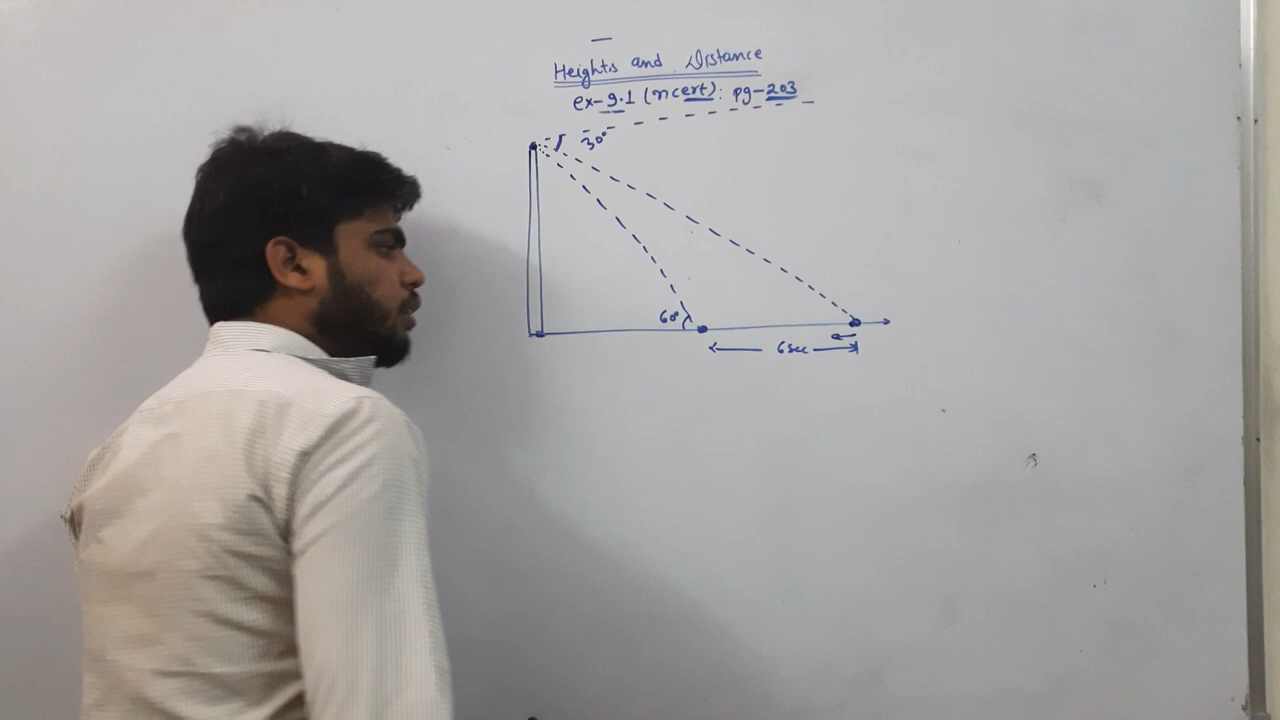 Heights and Distance
ex-9.1 (ncert): pg-203
30°
60°
6sec